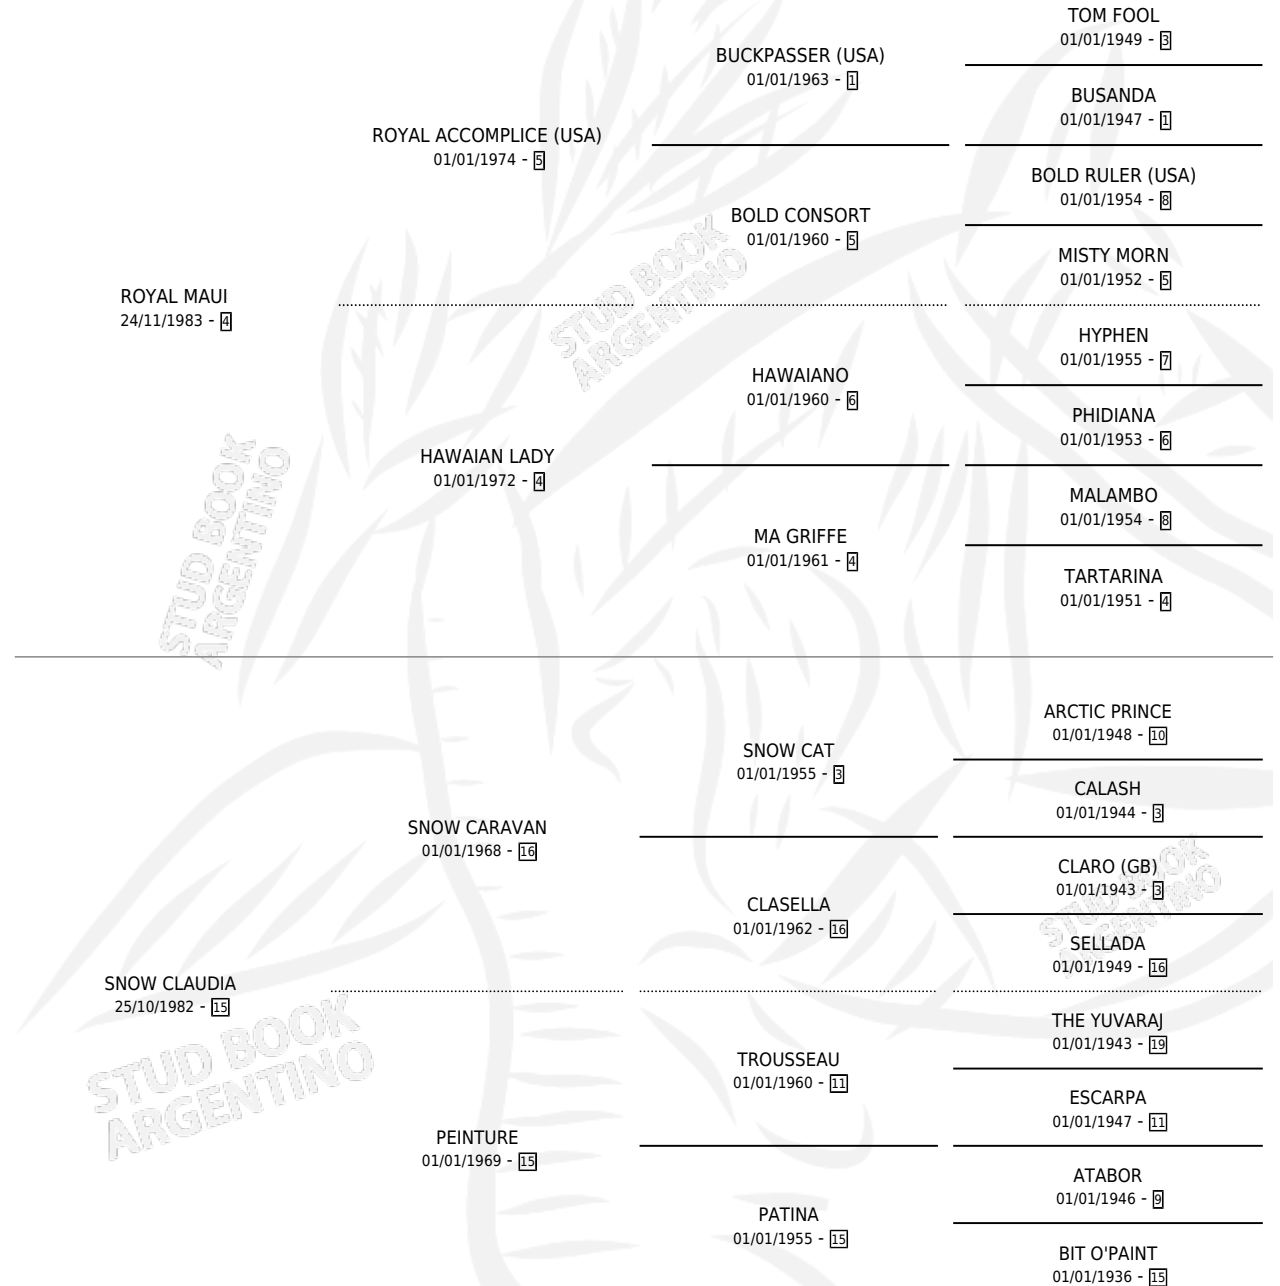 TOM FOOL
01/01/1949 - 3
BUCKPASSER (USA)
01/01/1963 - 1
BUSANDA
01/01/1947 - 1
ROYAL ACCOMPLICE (USA)
01/01/1974 - 5
BOLD RULER (USA)
01/01/1954 - 8
BOLD CONSORT
01/01/1960 - 5
MISTY MORN
01/01/1952 - 5
ROYAL MAUI
24/11/1983 - 4
HYPHEN
01/01/1955 - 7
HAWAIANO
01/01/1960 - 6
PHIDIANA
01/01/1953 - 6
HAWAIAN LADY
01/01/1972 - 4
MALAMBO
01/01/1954 - 8
MA GRIFFE
01/01/1961 - 4
TARTARINA
01/01/1951 - 4
ARCTIC PRINCE
01/01/1948 - 10
SNOW CAT
01/01/1955 - 3
CALASH
01/01/1944 - 3
SNOW CARAVAN
01/01/1968 - 16
CLARO (GB)
01/01/1943 - 3
CLASELLA
01/01/1962 - 16
SELLADA
01/01/1949 - 16
SNOW CLAUDIA
25/10/1982 - 15
THE YUVARAJ
01/01/1943 - 19
TROUSSEAU
01/01/1960 - 11
ESCARPA
01/01/1947 - 11
PEINTURE
01/01/1969 - 15
ATABOR
01/01/1946 - 9
PATINA
01/01/1955 - 15
BIT O'PAINT
01/01/1936 - 15
STUD BOOK
ARGENTINO
STUD BOOK
ARGENTINO
STUD BOOK
ARGENTINO
STUD BOOK
ARGENTINO